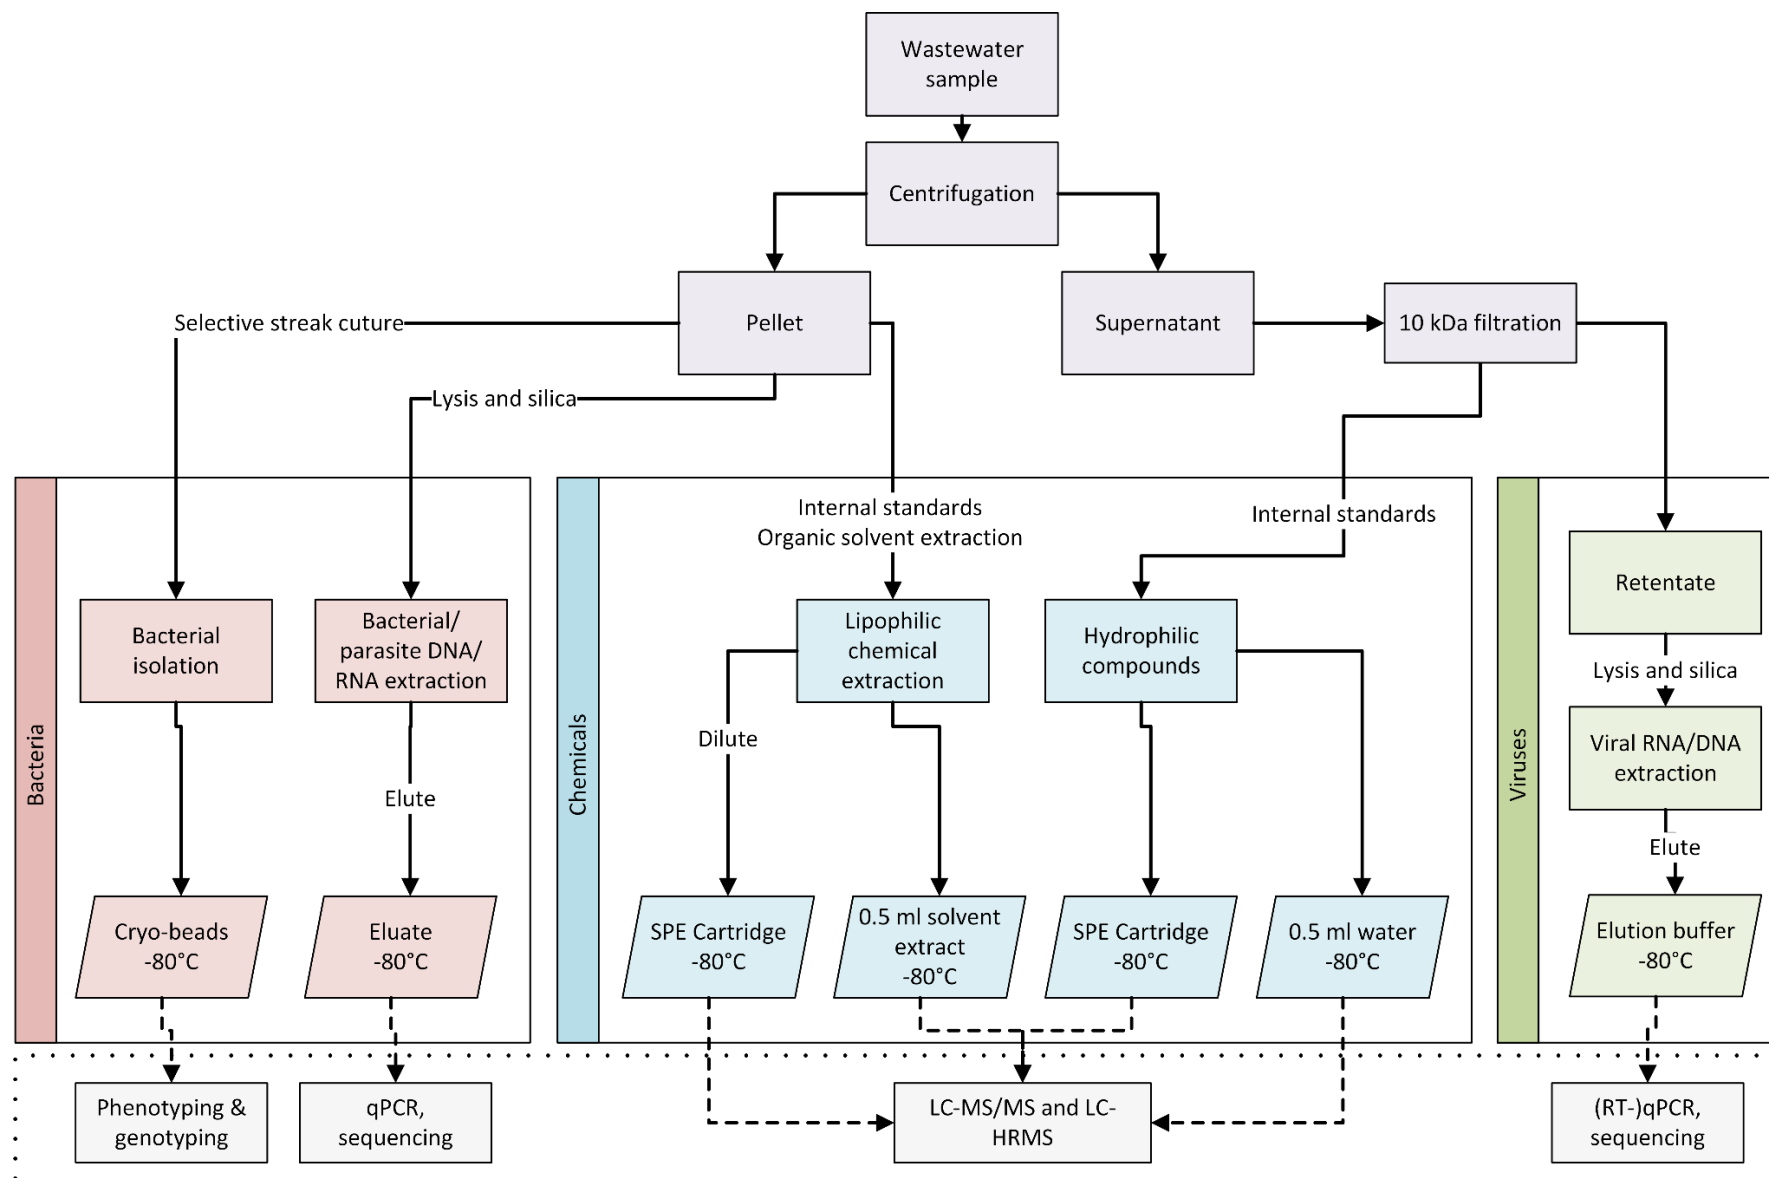 Wastewater
sample
Centrifugation
Pellet
Supernatant
10 kDa filtration
Selective streak cuture
Lysis and silica
Internal standards
Organic solvent extraction
Internal standards
Bacteria
Bacterial
isolation
Bacterial/
parasite DNA/
RNA extraction
Elute
Cryo-beads
-80°C
Eluate
-80°C
Chemicals
Lipophilic
chemical
extraction
Hydrophilic
compounds
Dilute
SPE Cartridge
-80°C
0.5 ml solvent
extract
-80°C
SPE Cartridge
-80°C
0.5 ml water
-80°C
Viruses
Retentate
Lysis and silica
Viral RNA/DNA
extraction
Elute
Elution buffer
-80°C
Phenotyping &
genotyping
qPCR,
sequencing
LC-MS/MS and LC-
HRMS
(RT-)qPCR,
sequencing